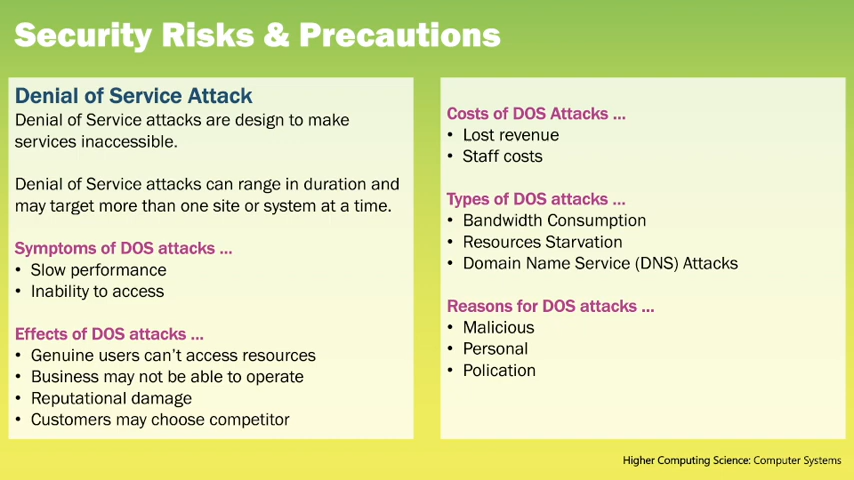 Security Risks & Precautions
Denial of Service Attack
Denial of Service attacks are design to make
services inaccessible.
Denial of Service attacks can range in duration and
may target more than one site or system at a time.
Symptoms of DOS attacks ...
• Slow performance
• Inability to access
Effects of DOS attacks ...
• Genuine users can't access resources
• Business may not be able to operate
• Reputational damage
• Customers may choose competitor
Costs of DOS Attacks ...
• Lost revenue
• Staff costs
Types of DOS attacks ...
• Bandwidth Consumption
• Resources Starvation
• Domain Name Service (DNS) Attacks
Reasons for DOS attacks ...
• Malicious
• Personal
• Polication
Higher Computing Science: Computer Systems